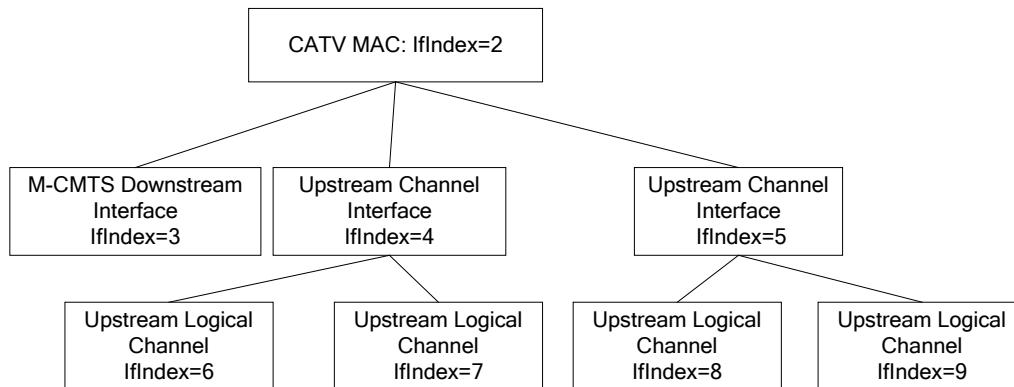 CATV MAC: IfIndex=2
M-CMTS Downstream
Interface
IfIndex=3
Upstream Channel
Interface
IfIndex=4
Upstream Channel
Interface
IfIndex=5
Upstream Logical
Channel
IfIndex=6
Upstream Logical
Channel
IfIndex=7
Upstream Logical
Channel
IfIndex=8
Upstream Logical
Channel
IfIndex=9